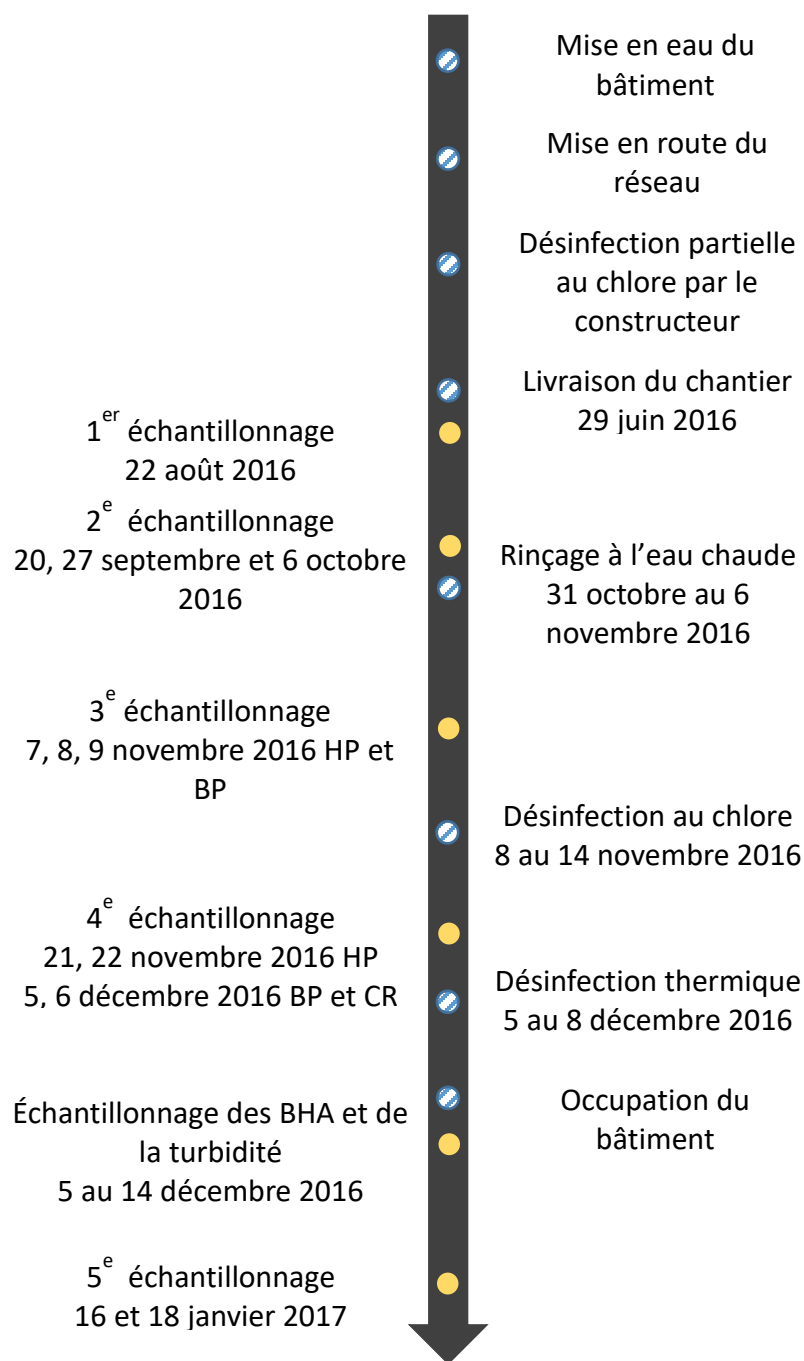 Mise en eau du
bâtiment
Mise en route du
réseau
Désinfection partielle
au chlore par le
constructeur
Livraison du chantier
29 juin 2016
1er échantillonnage
22 août 2016
2e échantillonnage
20, 27 septembre et 6 octobre
2016
Rinçage à l’eau chaude
31 octobre au 6
novembre 2016
3e échantillonnage
7, 8, 9 novembre 2016 HP et
BP
Désinfection au chlore
8 au 14 novembre 2016
4e échantillonnage
21, 22 novembre 2016 HP
5, 6 décembre 2016 BP et CR
Désinfection thermique
5 au 8 décembre 2016
Occupation du
bâtiment
Échantillonnage des BHA et de
la turbidité
5 au 14 décembre 2016
5e échantillonnage
16 et 18 janvier 2017